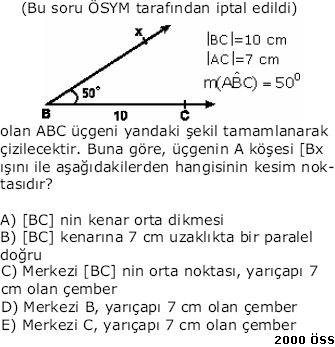 (Bu soru ÖSYM tarafından iptal edildi)
x
|BC|=10 cm
|AC|=7 cm
m(AB̂C)=50⁰
50°
B
10
C
olan ABC üçgeni yandaki şekil tamamlanarak
çizilecektir. Buna göre, üçgenin A köşesi [Bx
ışını ile aşağıdakilerden hangisinin kesim nok-
tasıdır?
A) [BC] nin kenar orta dikmesi
B) [BC] kenarına 7 cm uzaklıkta bir paralel
doğru
C) Merkezi [BC] nin orta noktası, yarıçapı 7
cm olan çember
D) Merkezi B, yarıçapı 7 cm olan çember
E) Merkezi C, yarıçapı 7 cm olan çember
2000 ÖSS